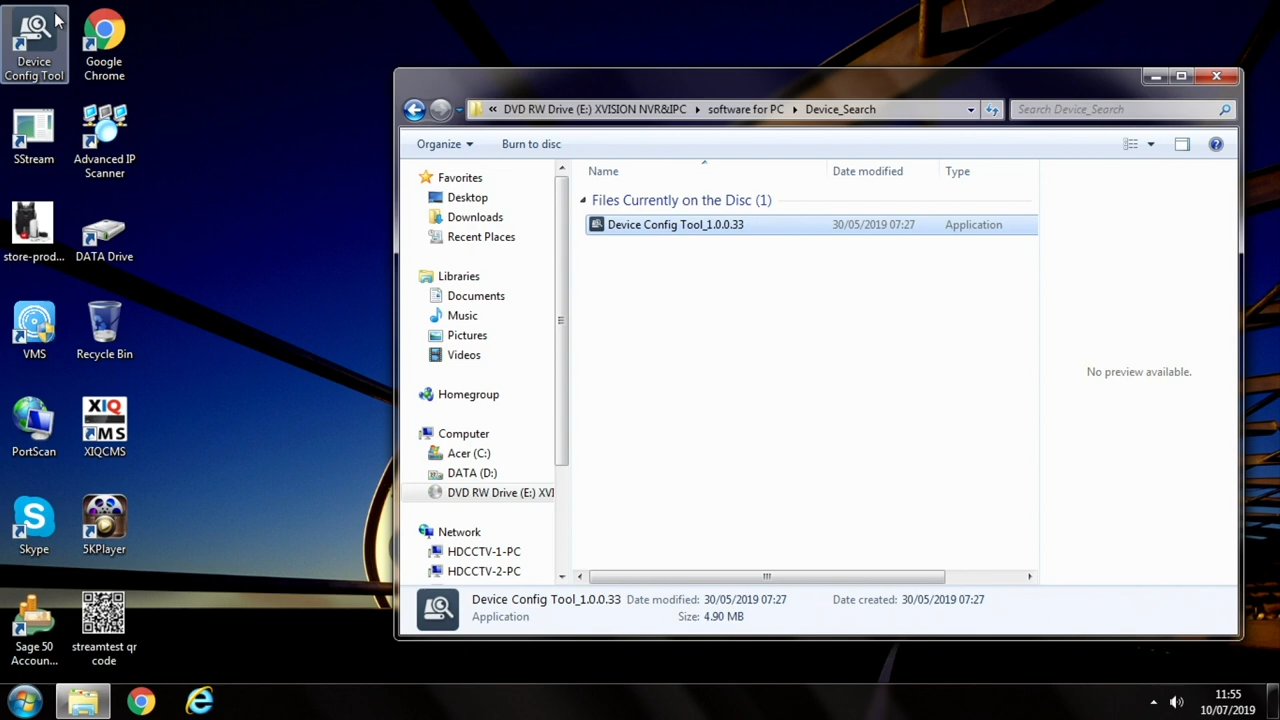 Device
Config Tool
Google
Chrome
SStream
Advanced IP
Scanner
store-prod...
DATA Drive
VMS
Recycle Bin
PortScan
XIQ
MS
XIQCMS
Skype
5KPlayer
Sage 50
Accoun...
streamtest qr
code
« DVD RW Drive (E:) XVISION NVR&IPC ▸ software for PC ▸ Device_Search
Search Device_Search
Organize
Burn to disc
Favorites
Desktop
Downloads
Recent Places
Libraries
Documents
Music
Pictures
Videos
Homegroup
Computer
Acer (C:)
DATA (D:)
DVD RW Drive (E:) XVI
Network
HDCCTV-1-PC
HDCCTV-2-PC
Name Date modified Type
Files Currently on the Disc (1)
Device Config Tool_1.0.0.33 30/05/2019 07:27 Application
No preview available.
Device Config Tool_1.0.0.33 Date modified: 30/05/2019 07:27 Date created: 30/05/2019 07:27
Application Size: 4.90 MB
11:55
10/07/2019